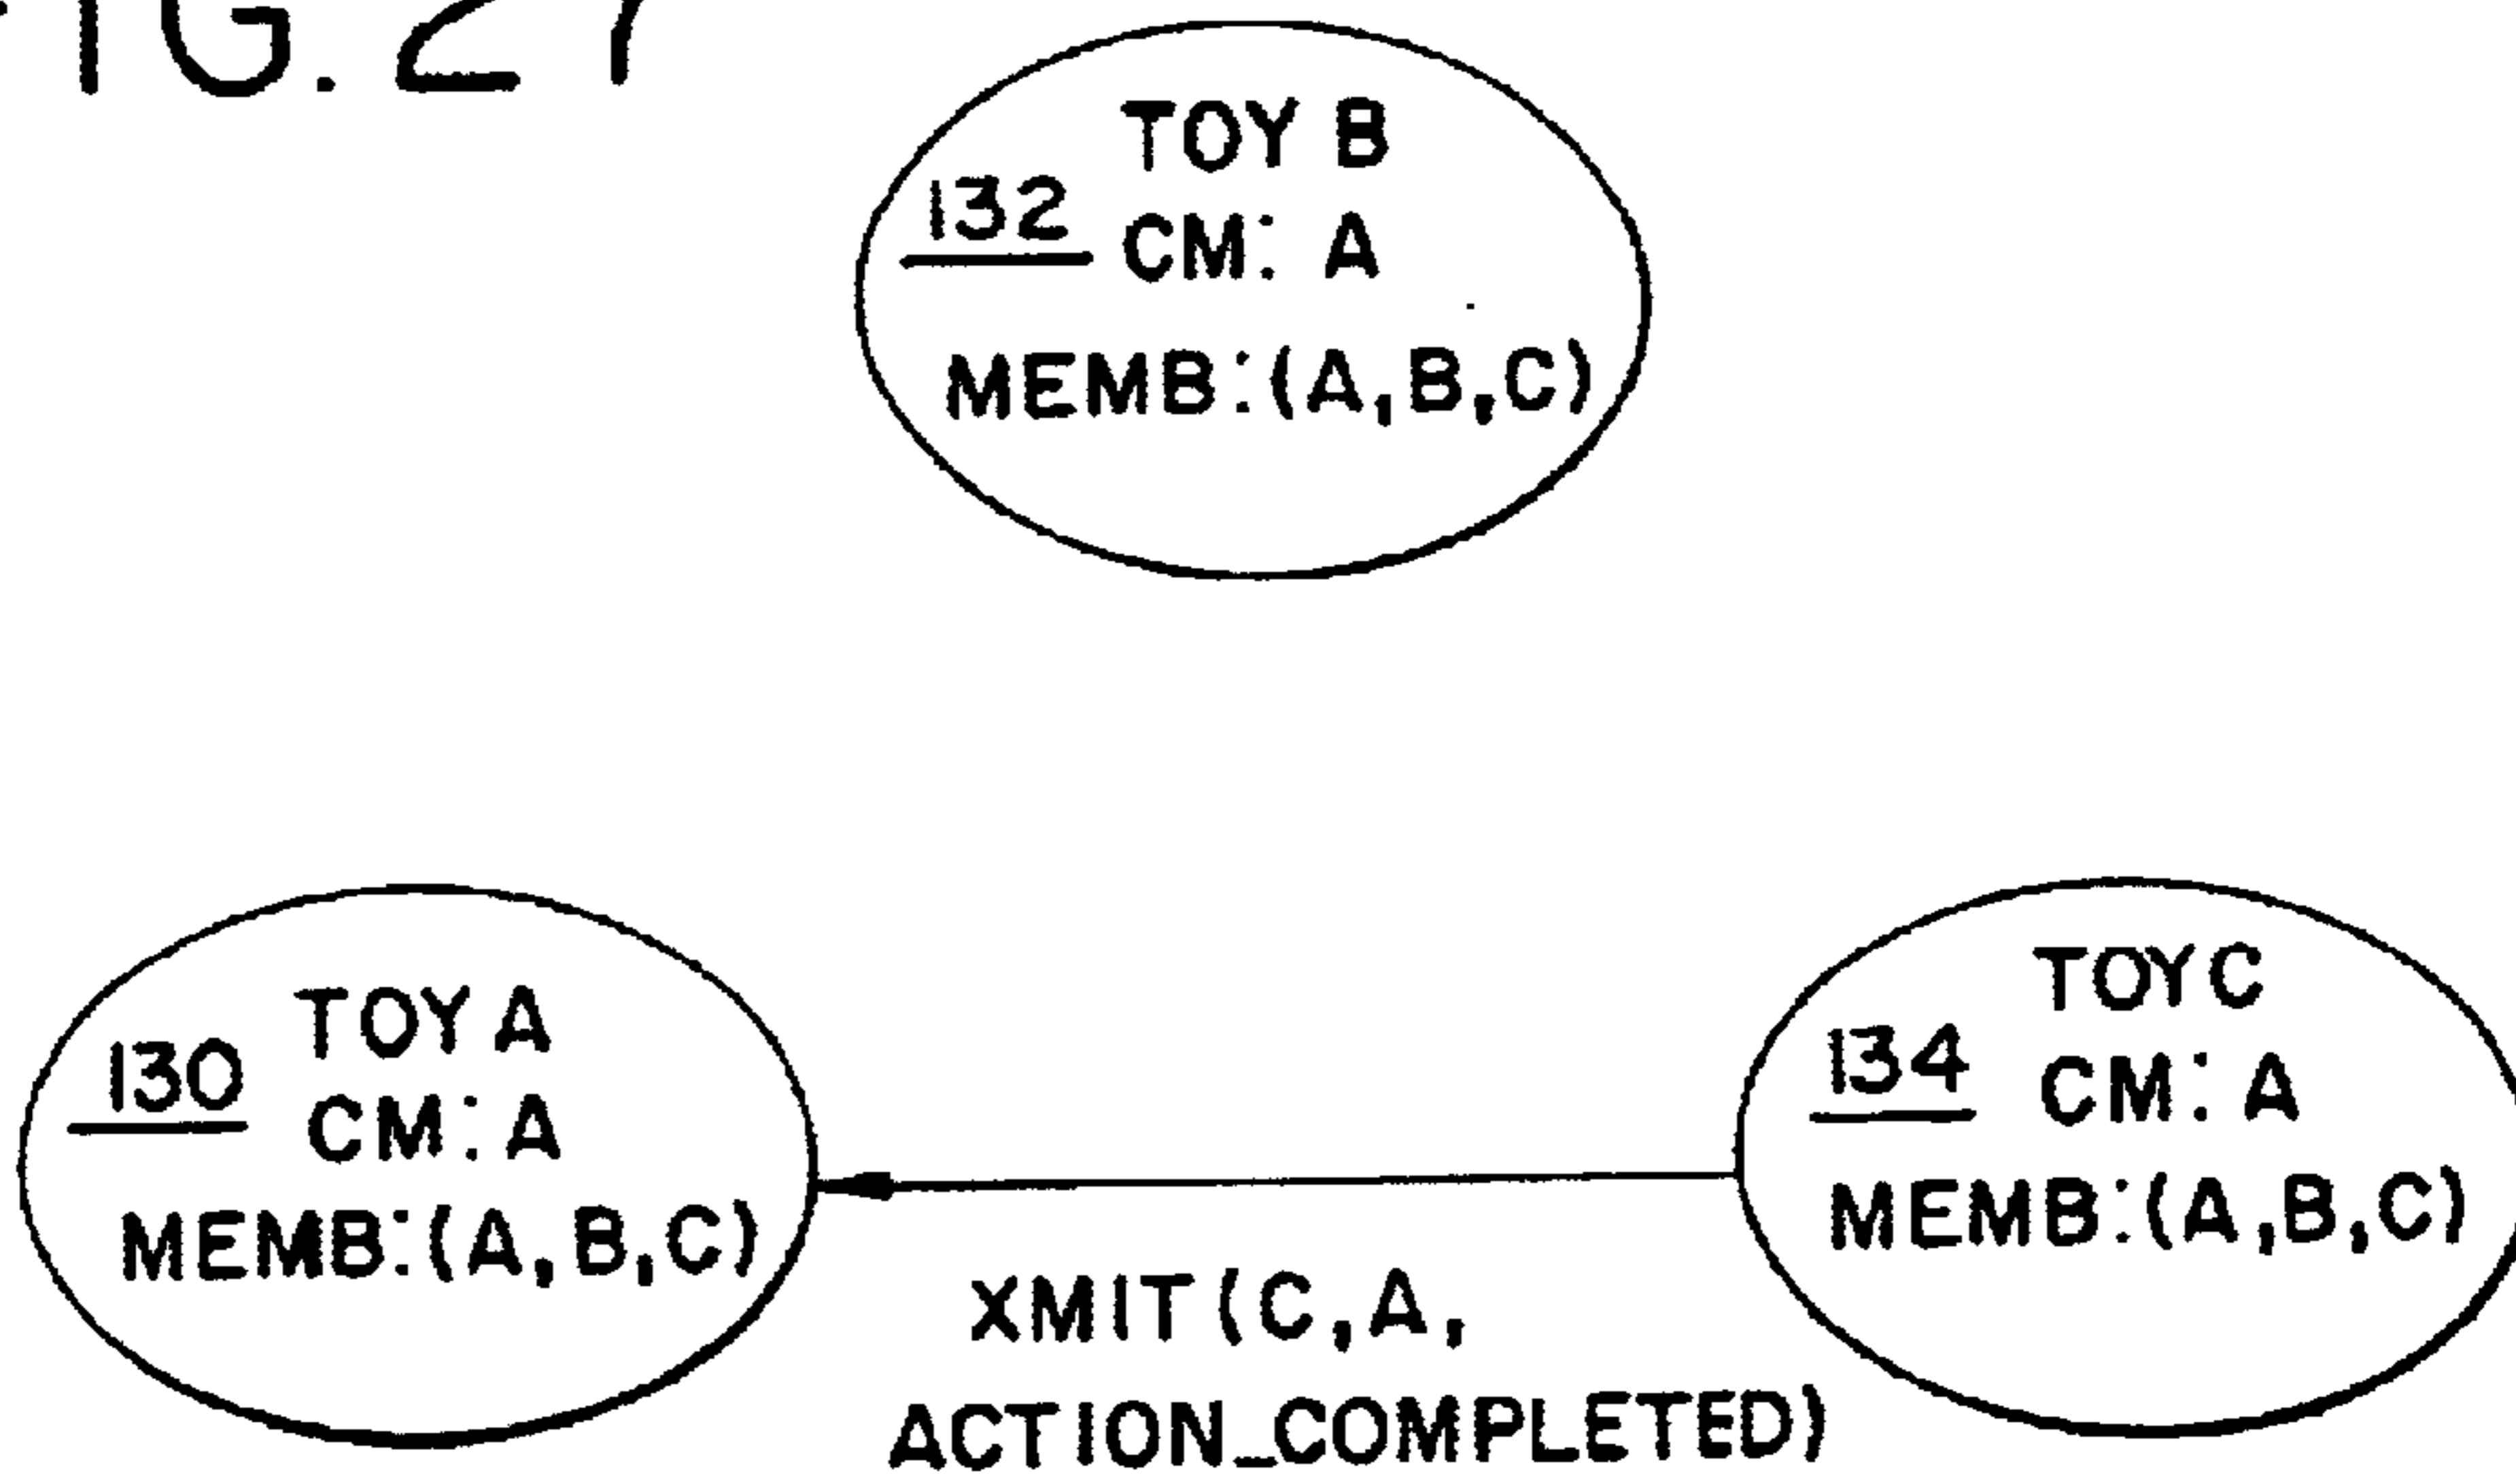 FIG. 27
TOY B
132
CM: A
MEMB:(A,B,C)
TOY A
130
CM: A
MEMB:(A,B,C)
TOY C
134
CM: A
MEMB:(A,B,C)
XMIT (C,A,
ACTION_COMPLETED)